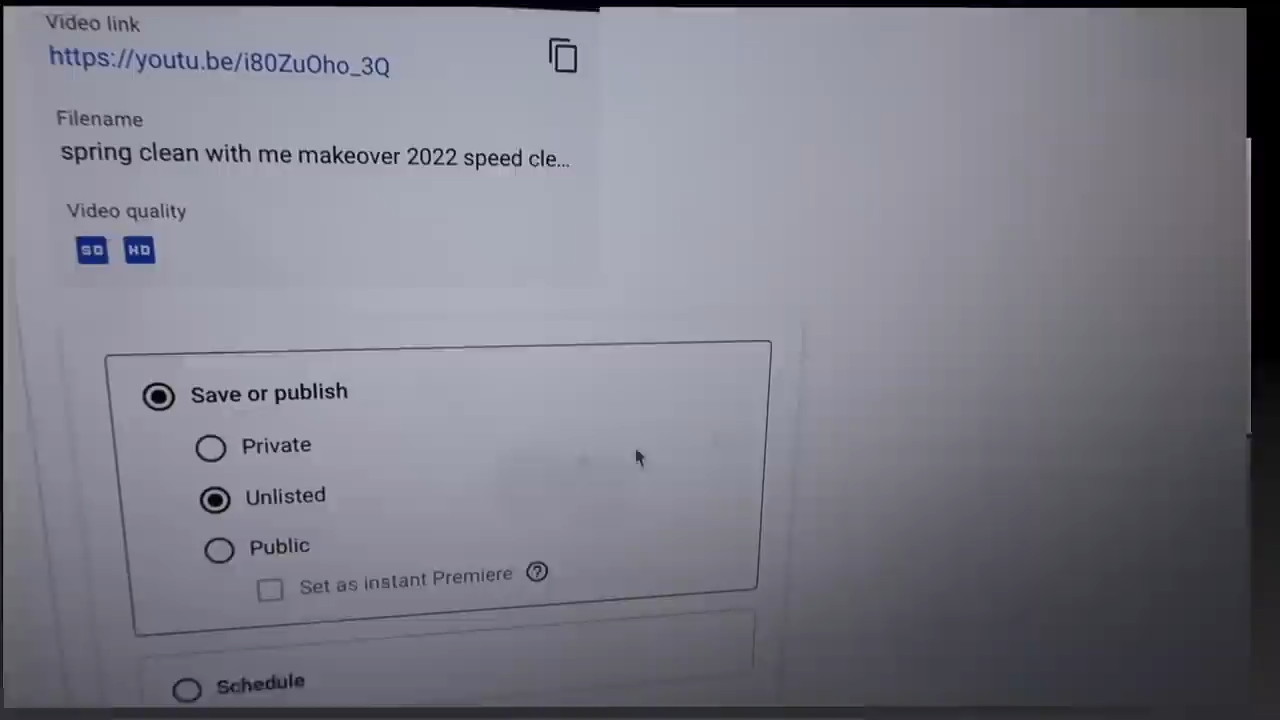 Video link
https://youtu.be/i80ZuOho_3Q
Filename
spring clean with me makeover 2022 speed cle...
Video quality
SD HD
Save or publish
Private
Unlisted
Public
Set as instant Premiere ?
Schedule